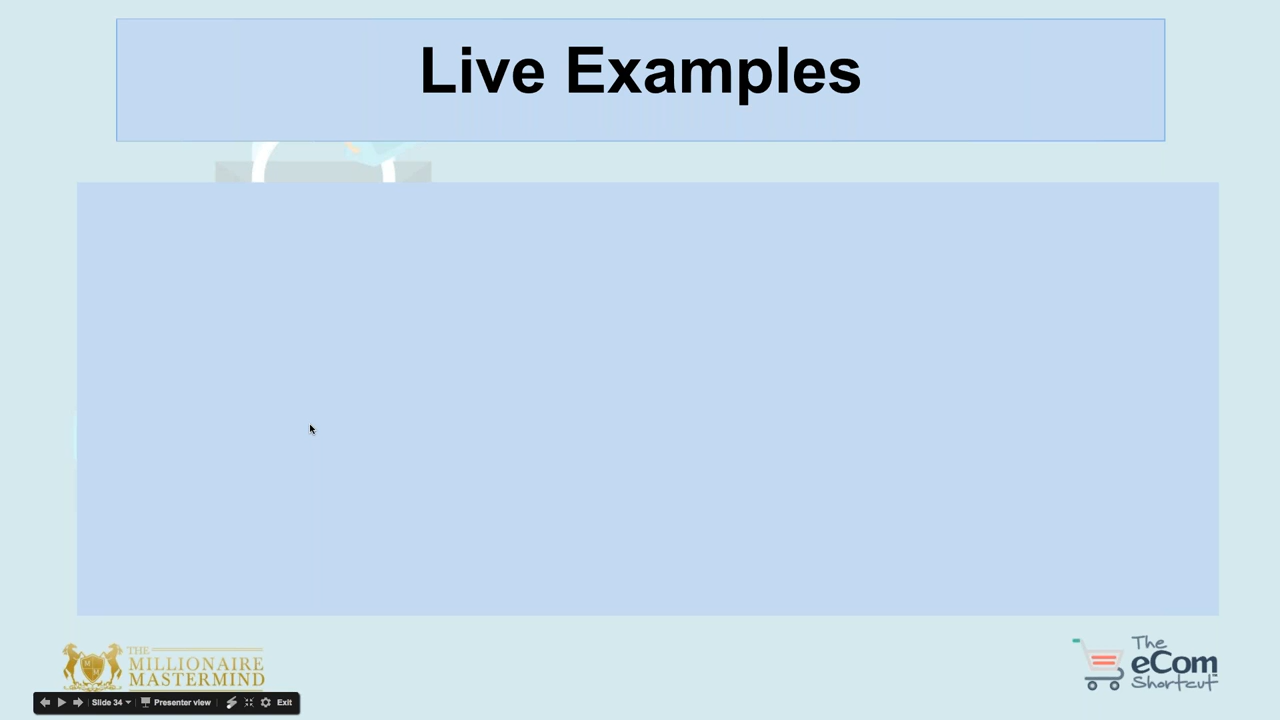 Live Examples
THE
MILLIONAIRE
MASTERMIND
The
eCom
Shortcut
Slide 34 Presenter view Exit